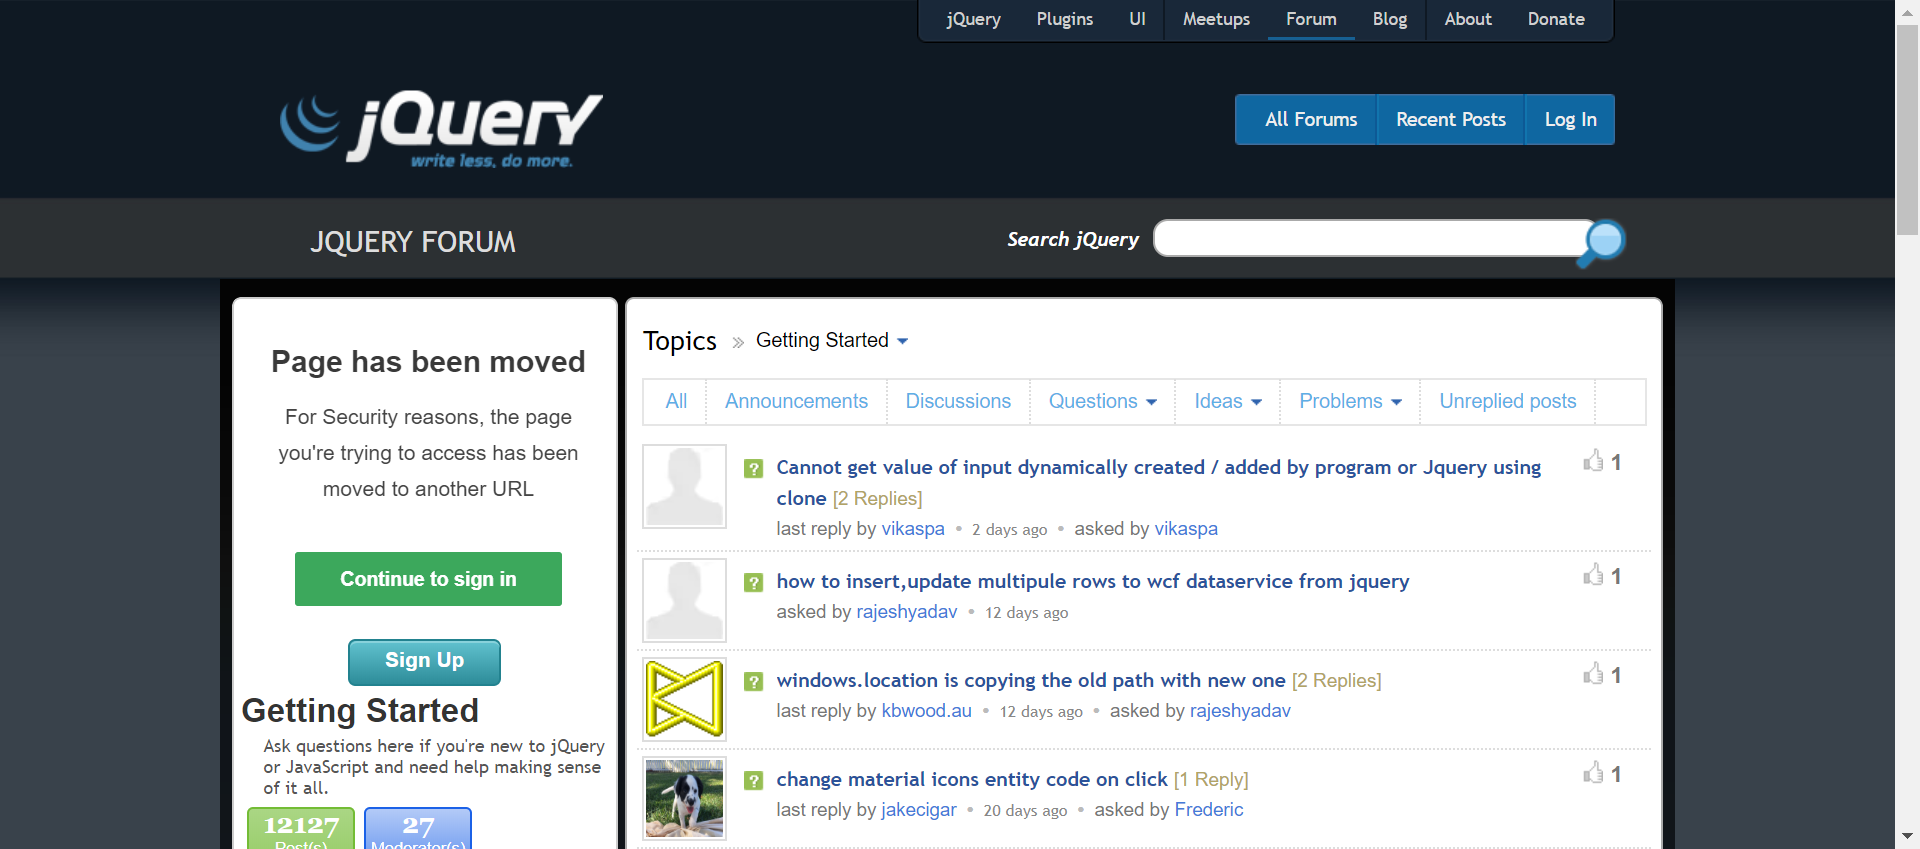 jQuery Plugins UI Meetups Forum Blog About Donate
jQuery
write less, do more.
All Forums Recent Posts Log In
JQUERY FORUM
Search jQuery
Page has been moved
For Security reasons, the page
you're trying to access has been
moved to another URL
Continue to sign in
Sign Up
Getting Started
Ask questions here if you're new to jQuery
or JavaScript and need help making sense
of it all.
12127
Post(s)
27
Moderator(s)
Topics » Getting Started
All Announcements Discussions Questions Ideas Problems Unreplied posts
? Cannot get value of input dynamically created / added by program or Jquery using
clone [2 Replies]
1
last reply by vikaspa • 2 days ago • asked by vikaspa
? how to insert,update multipule rows to wcf dataservice from jquery
1
asked by rajeshyadav • 12 days ago
? windows.location is copying the old path with new one [2 Replies]
1
last reply by kbwood.au • 12 days ago • asked by rajeshyadav
? change material icons entity code on click [1 Reply]
1
last reply by jakecigar • 20 days ago • asked by Frederic